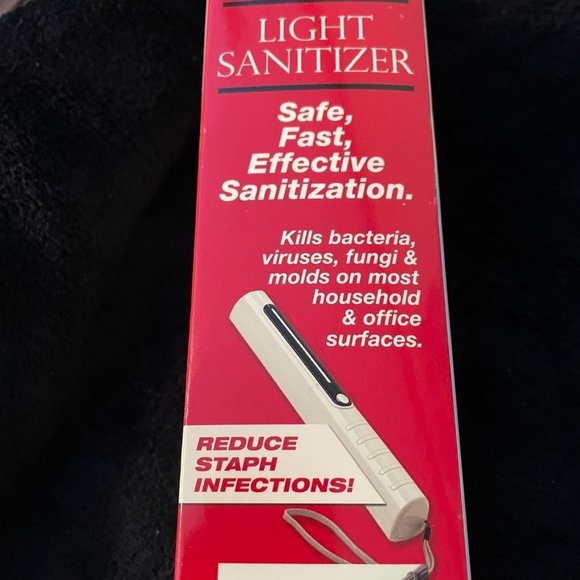 LIGHT
SANITIZER
Safe,
Fast,
Effective
Sanitization.
Kills bacteria,
viruses, fungi &
molds on most
household
& office
surfaces.
REDUCE
STAPH
INFECTIONS!